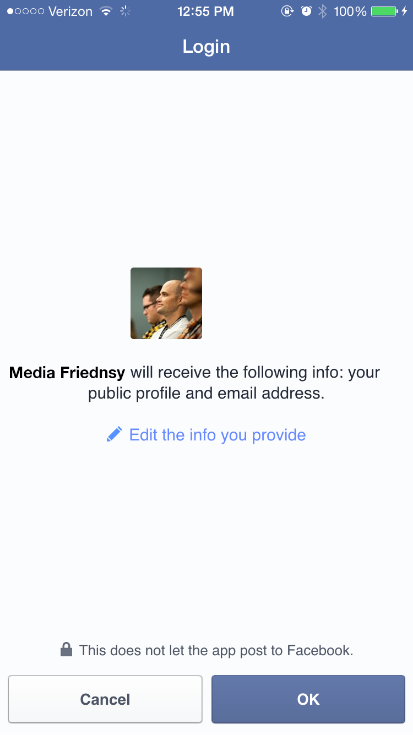 Verizon 12:55 PM 100%
Login
Media Friednsy will receive the following info: your
public profile and email address.
Edit the info you provide
This does not let the app post to Facebook.
Cancel OK